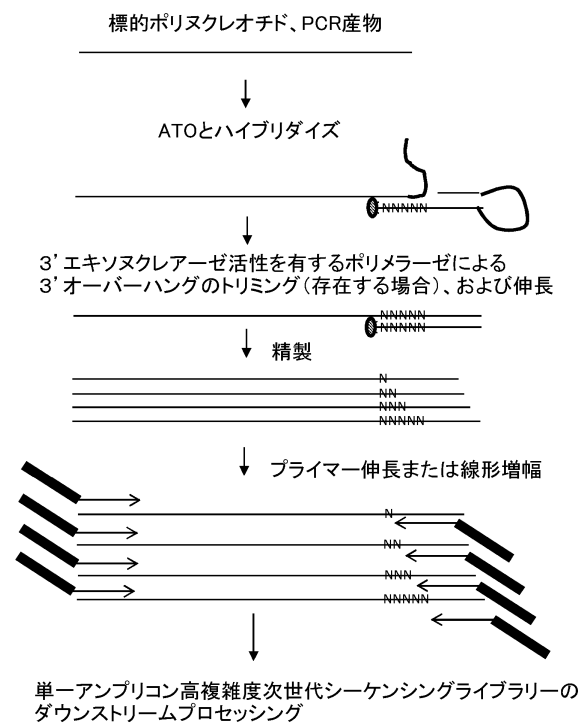 標的ポリヌクレオチド、PCR産物
ATOとハイブリダイズ
NNNNN
3’エキソヌクレアーゼ活性を有するポリメラーゼによる
3’オーバーハングのトリミング(存在する場合)、および伸長
NNNNN
NNNNN
精製
N
NN
NNN
NNNNN
プライマー伸長または線形増幅
N
NN
NNN
NNNNN
単一アンプリコン高複雑度次世代シーケンシングライブラリーの
ダウンストリームプロセッシング